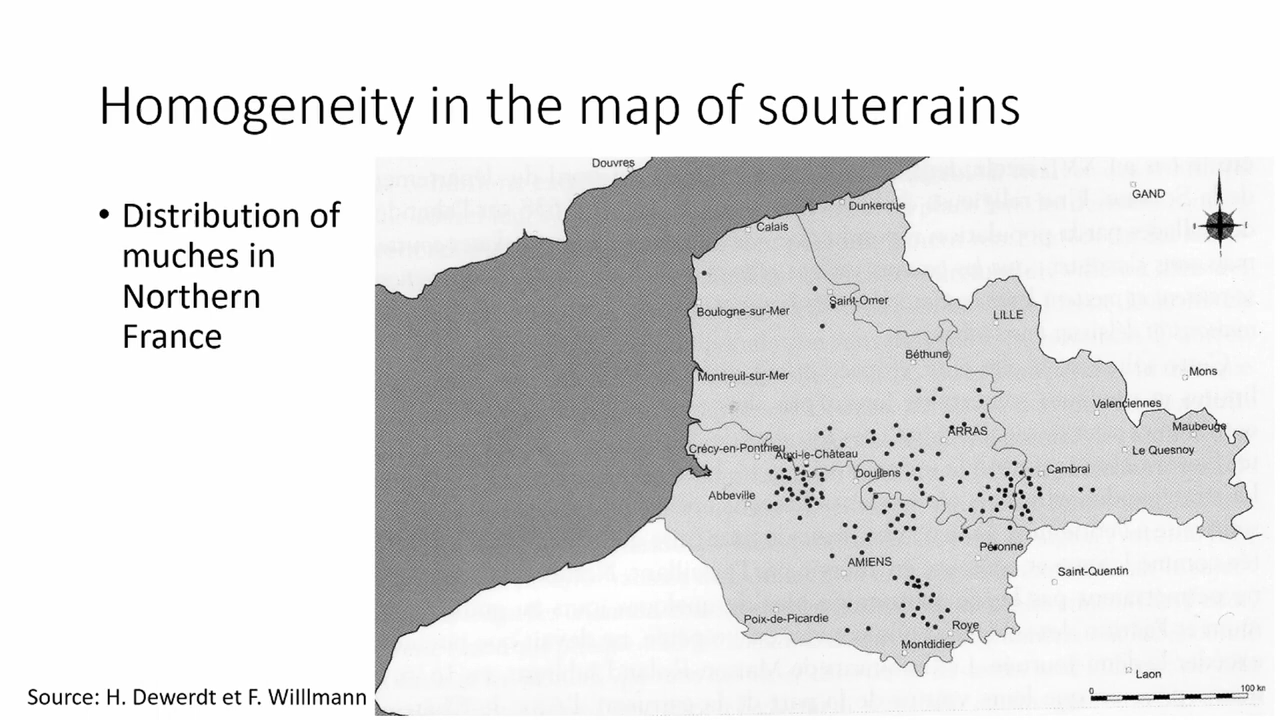 Homogeneity in the map of souterrains
• Distribution of
muches in
Northern
France
Douvres
GAND
Dunkerque
Calais
Saint-Omer
Boulogne-sur-Mer
LILLE
Béthune
Montreuil-sur-Mer
Mons
Valenciennes
Maubeuge
ARRAS
Crécy-en-Ponthieu
Auxi-le-Château
Le Quesnoy
Doullens
Cambrai
Abbeville
Péronne
AMIENS
Saint-Quentin
Poix-de-Picardie
Roye
Montdidier
Laon
0
100 km
Source: H. Dewerdt et F. Willlmann